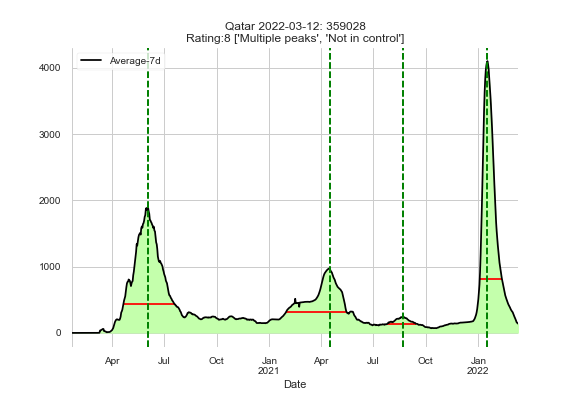 Qatar 2022-03-12: 359028
Rating:8 ['Multiple peaks', 'Not in control']
Average-7d
4000
3000
2000
1000
0
Apr Jul Oct Jan Apr Jul Oct Jan
2021 2022
Date